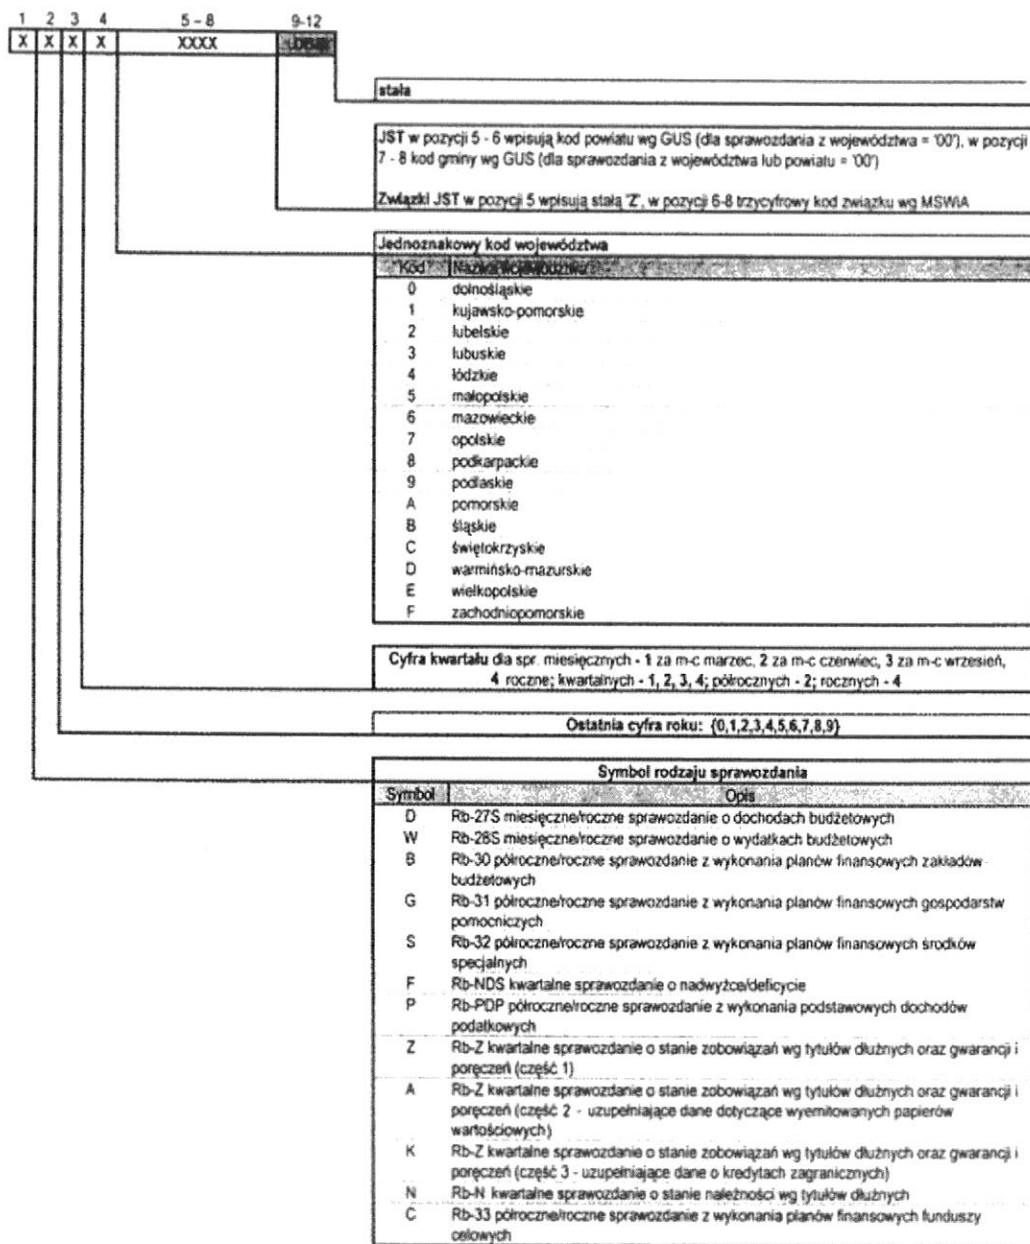 1 2 3 4 5 – 8 9-12
X X X X XXXX
stała
JST w pozycji 5 - 6 wpisują kod powiatu wg GUS (dla sprawozdania z województwa = '00'), w pozycji
7 - 8 kod gminy wg GUS (dla sprawozdania z województwa lub powiatu = '00')
Związki JST w pozycji 5 wpisują stałą 'Z', w pozycji 6-8 trzycyfrowy kod związku wg MSWiA
Jednoznakowy kod województwa
Kod Nazwa województwa
0 dolnośląskie
1 kujawsko-pomorskie
2 lubelskie
3 lubuskie
4 łódzkie
5 małopolskie
6 mazowieckie
7 opolskie
8 podkarpackie
9 podlaskie
A pomorskie
B śląskie
C świętokrzyskie
D warmińsko-mazurskie
E wielkopolskie
F zachodniopomorskie
Cyfra kwartału dla spr. miesięcznych - 1 za m-c marzec, 2 za m-c czerwiec, 3 za m-c wrzesień,
4 roczne; kwartalnych - 1, 2, 3, 4; półrocznych - 2; rocznych - 4
Ostatnia cyfra roku: {0,1,2,3,4,5,6,7,8,9}
Symbol rodzaju sprawozdania
Symbol Opis
D Rb-27S miesięczne/roczne sprawozdanie o dochodach budżetowych
W Rb-28S miesięczne/roczne sprawozdanie o wydatkach budżetowych
B Rb-30 półroczne/roczne sprawozdanie z wykonania planów finansowych zakładów
budżetowych
G Rb-31 półroczne/roczne sprawozdanie z wykonania planów finansowych gospodarstw
pomocniczych
S Rb-32 półroczne/roczne sprawozdanie z wykonania planów finansowych środków
specjalnych
F Rb-NDS kwartalne sprawozdanie o nadwyżce/deficycie
P Rb-PDP półroczne/roczne sprawozdanie z wykonania podstawowych dochodów
podatkowych
Z Rb-Z kwartalne sprawozdanie o stanie zobowiązań wg tytułów dłużnych oraz gwarancji i
poręczeń (część 1)
A Rb-Z kwartalne sprawozdanie o stanie zobowiązań wg tytułów dłużnych oraz gwarancji i
poręczeń (część 2 - uzupełniające dane dotyczące wyemitowanych papierów
wartościowych)
K Rb-Z kwartalne sprawozdanie o stanie zobowiązań wg tytułów dłużnych oraz gwarancji i
poręczeń (część 3 - uzupełniające dane o kredytach zagranicznych)
N Rb-N kwartalne sprawozdanie o stanie należności wg tytułów dłużnych
C Rb-33 półroczne/roczne sprawozdanie z wykonania planów finansowych funduszy
celowych